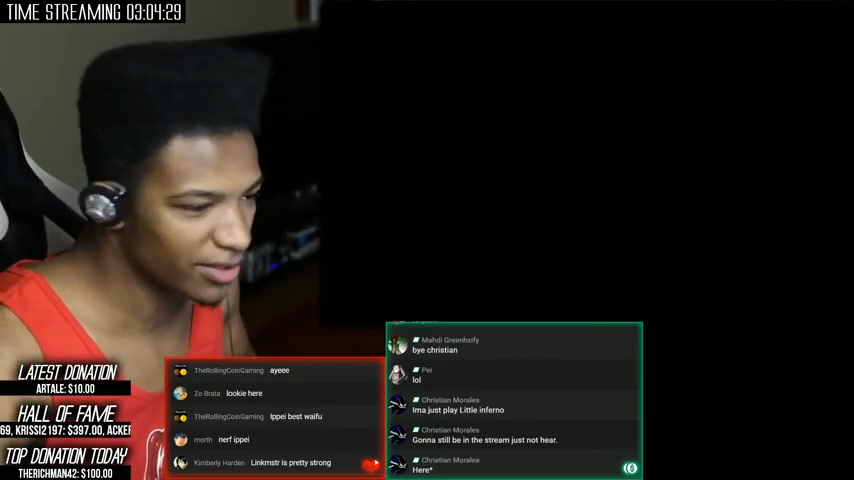 TIME STREAMING 03:04:29
TheRollingCoinGaming ayeee
Zo Brata lookie here
TheRollingCoinGaming Ippei best waifu
morth nerf ippei
Kimberly Harden Linkmstr is pretty strong
Mahdi Greenhxify
bye christian
Pei
lol
Christian Morales
Ima just play Little inferno
Christian Morales
Gonna still be in the stream just not hear.
Christian Morales
Here*
LATEST DONATION
ARTALE: $10.00
HALL OF FAME
69, KRISSI2197: $397.00, ACKER
TOP DONATION TODAY
THERICHMAN42: $100.00